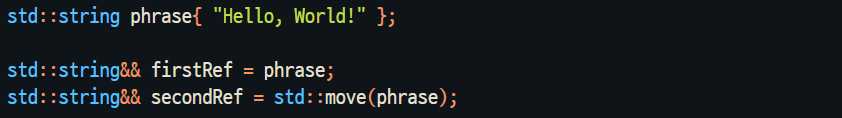 std::string phrase{ "Hello, World!" };
std::string&& firstRef = phrase;
std::string&& secondRef = std::move(phrase);